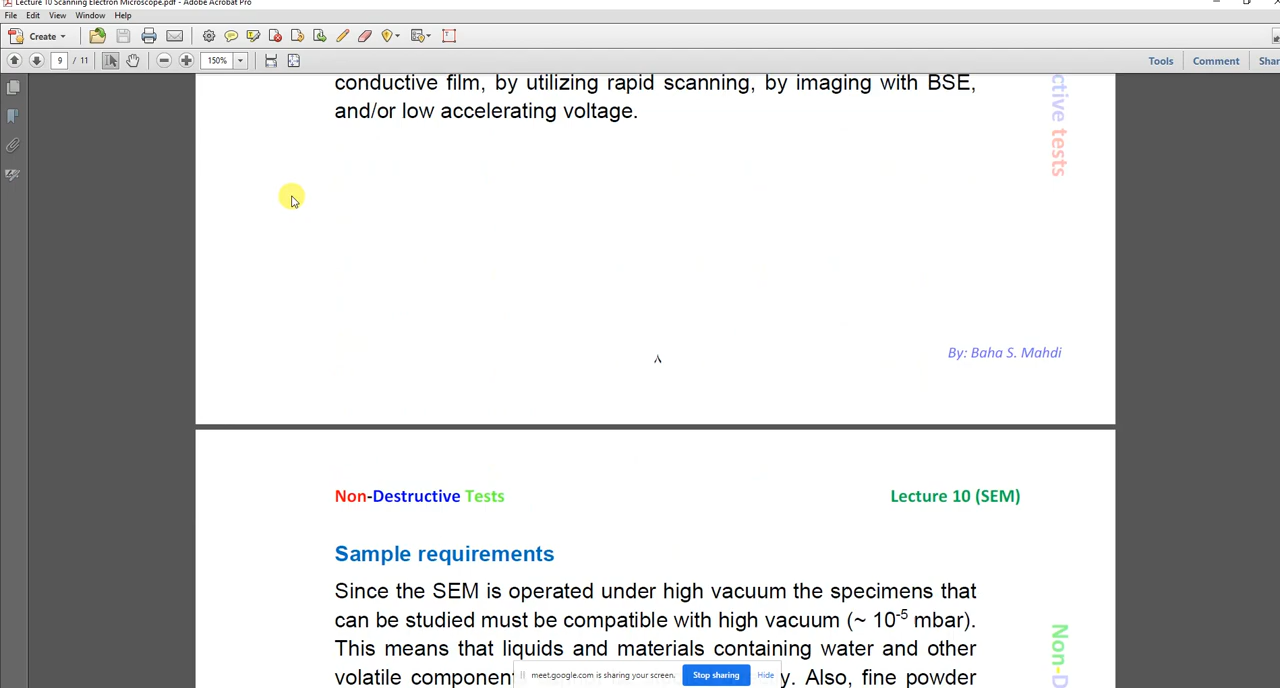 Lecture 10 Scanning Electron Microscope.pdf - Adobe Acrobat Pro
File Edit View Window Help
Create
9 / 11 150% Tools Comment
conductive film, by utilizing rapid scanning, by imaging with BSE,
and/or low accelerating voltage.
ctive tests
٨
By: Baha S. Mahdi
Non-Destructive Tests Lecture 10 (SEM)
Sample requirements
Since the SEM is operated under high vacuum the specimens that
can be studied must be compatible with high vacuum (~ 10-5 mbar).
This means that liquids and materials containing water and other
volatile component y. Also, fine powder
Non-D
meet.google.com is sharing your screen. Stop sharing Hide